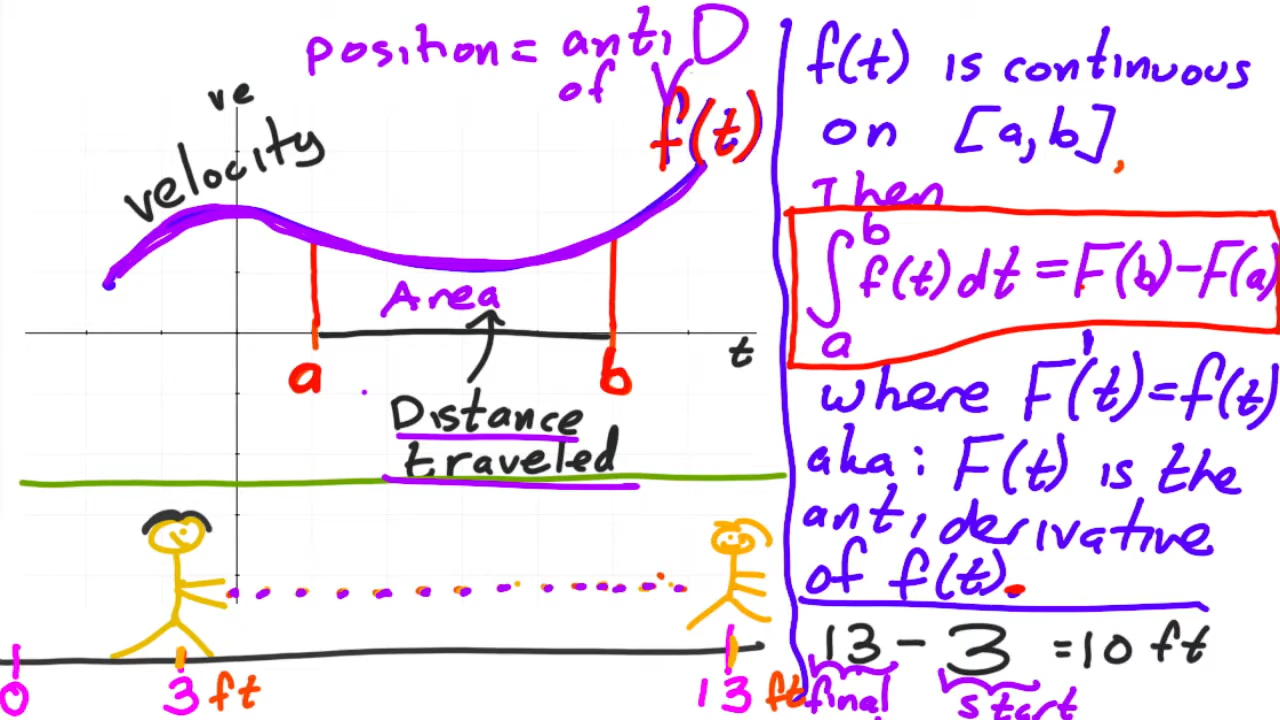 position = anti D
of V
ve
velocity
f(t)
Area
t
a
b
Distance
traveled
0
3 ft
13 ft
f(t) is continuous
on [a,b],
Then
∫_a^b f(t) dt = F(b) - F(a)
where F'(t) = f(t)
aka: F(t) is the
antiderivative
of f(t).
13 - 3 = 10 ft
final start